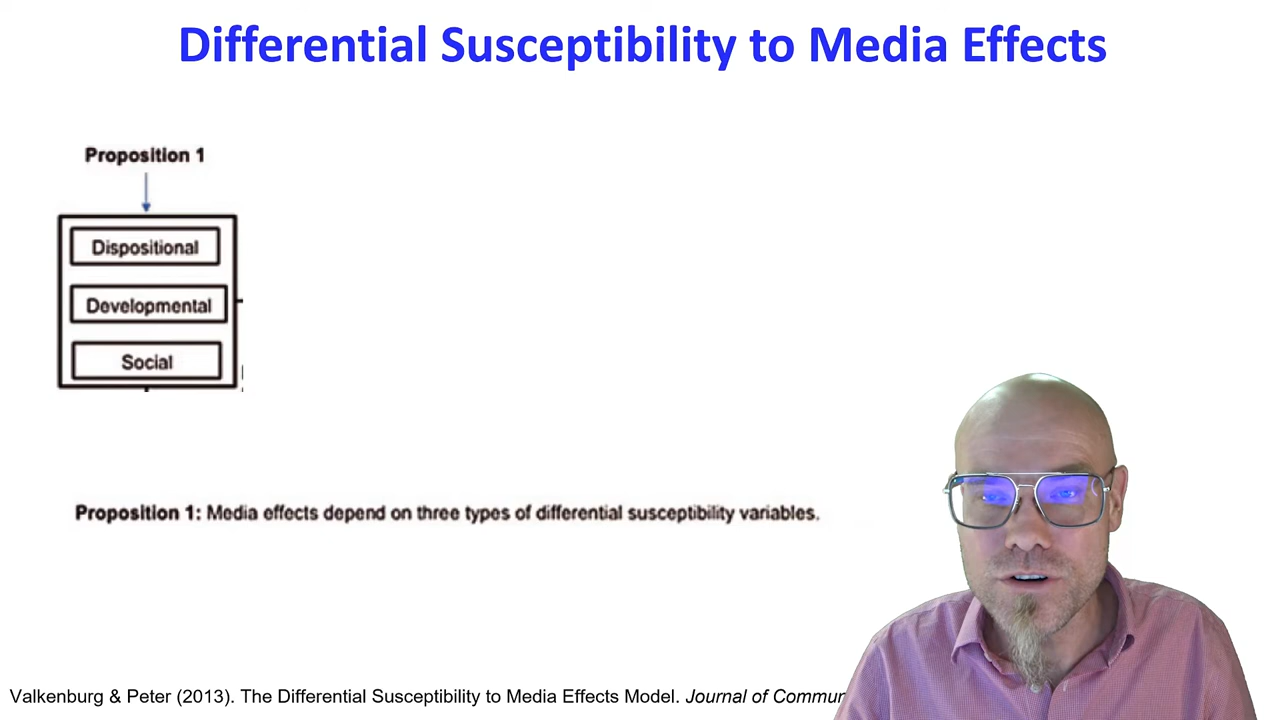 Differential Susceptibility to Media Effects
Proposition 1
Dispositional
Developmental
Social
Proposition 1: Media effects depend on three types of differential susceptibility variables.
Valkenburg & Peter (2013). The Differential Susceptibility to Media Effects Model. Journal of